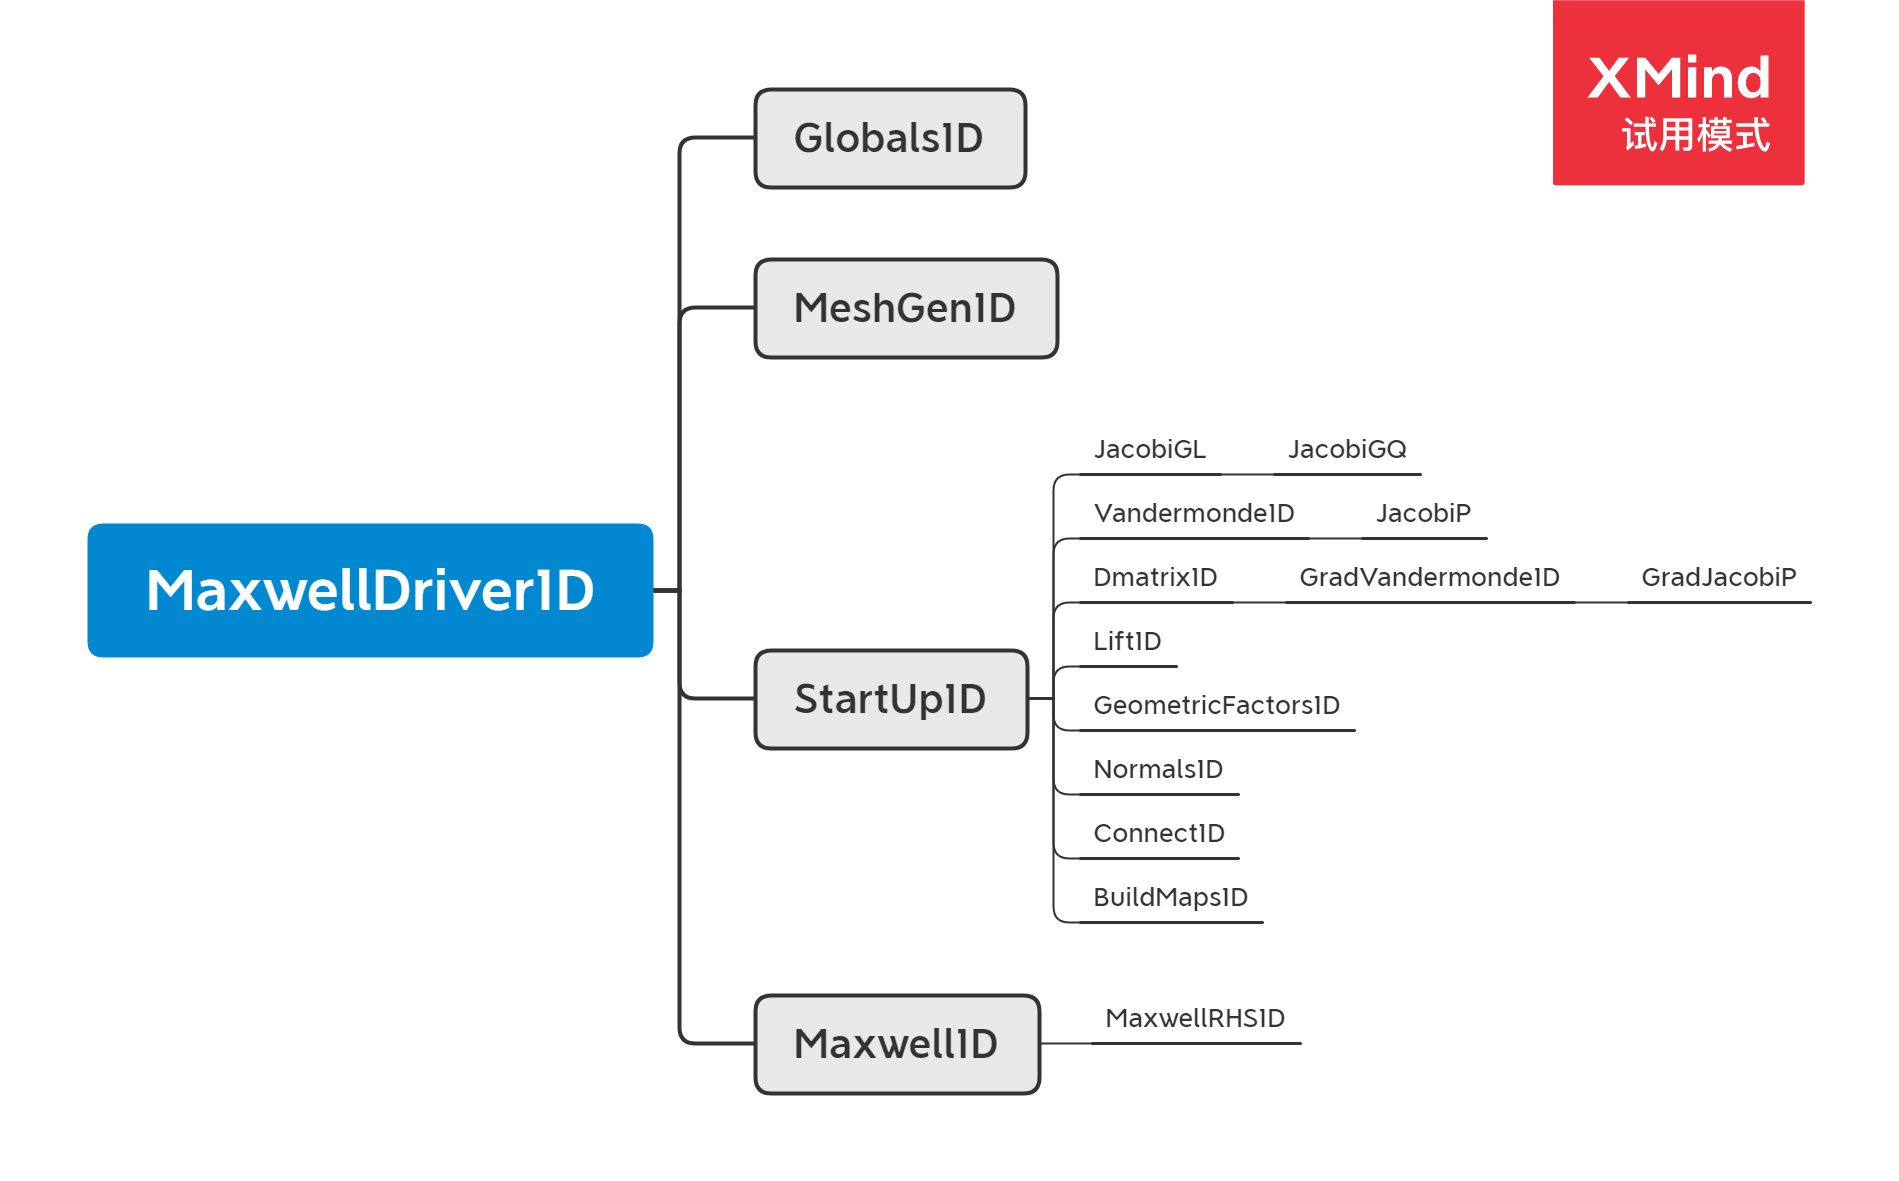 XMind
试用模式
Globals1D
MeshGen1D
JacobiGL JacobiGQ
Vandermonde1D JacobiP
Dmatrix1D GradVandermonde1D GradJacobiP
Lift1D
MaxwellDriver1D
StartUp1D
GeometricFactors1D
Normals1D
Connect1D
BuildMaps1D
Maxwell1D
MaxwellRHS1D